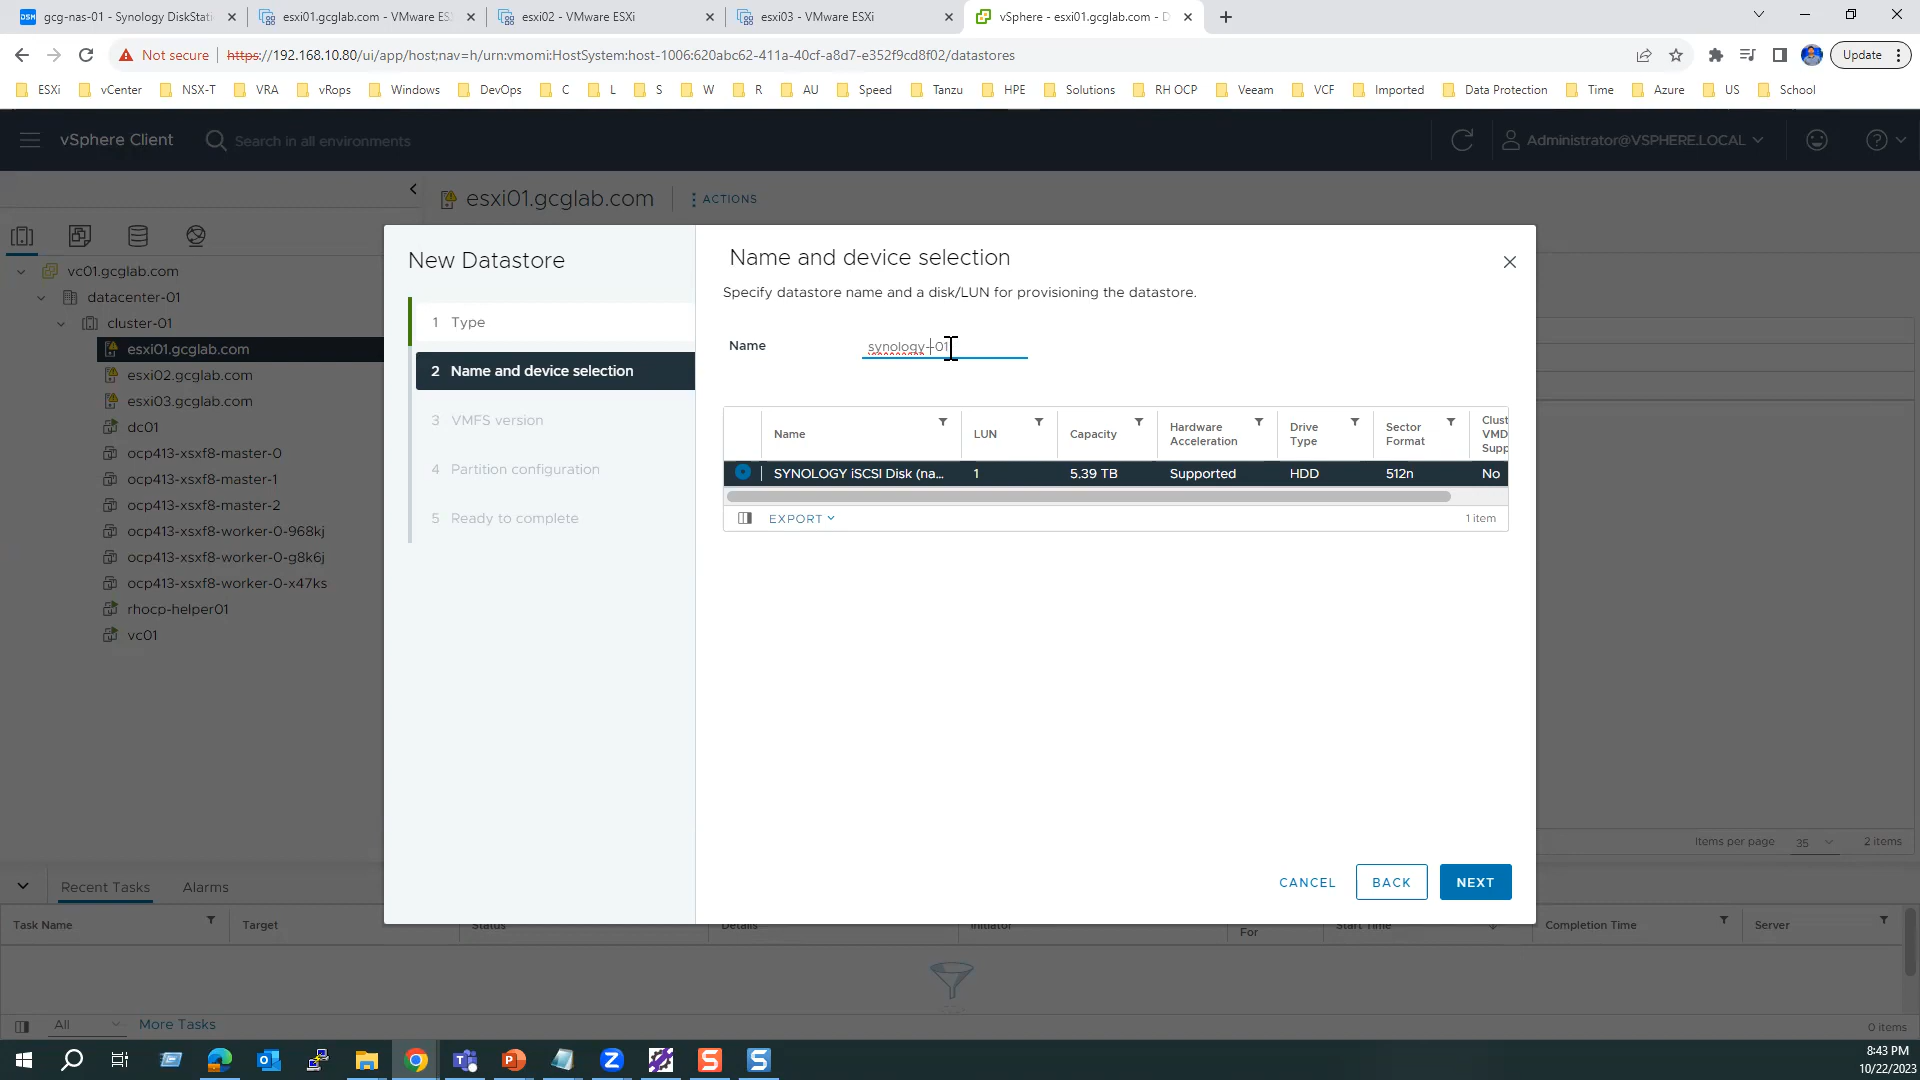 gcg-nas-01 - Synology DiskStati
esxi01.gcglab.com - VMware ESX
esxi02 - VMware ESXi
esxi03 - VMware ESXi
vSphere - esxi01.gcglab.com - D
Not secure
https://192.168.10.80/ui/app/host;nav=h/urn:vmomi:HostSystem:host-1006:620abc62-411a-40cf-a8d7-e352f9cd8f02/datastores
Update
ESXi
vCenter
NSX-T
VRA
vRops
Windows
DevOps
C
L
S
W
R
AU
Speed
Tanzu
HPE
Solutions
RH OCP
Veeam
VCF
Imported
Data Protection
Time
Azure
US
School
vSphere Client
Search in all environments
Administrator@VSPHERE.LOCAL
esxi01.gcglab.com
ACTIONS
vc01.gcglab.com
datacenter-01
cluster-01
esxi01.gcglab.com
esxi02.gcglab.com
esxi03.gcglab.com
dc01
ocp413-xsxf8-master-0
ocp413-xsxf8-master-1
ocp413-xsxf8-master-2
ocp413-xsxf8-worker-0-968kj
ocp413-xsxf8-worker-0-g8k6j
ocp413-xsxf8-worker-0-x47ks
rhocp-helper01
vc01
New Datastore
1 Type
2 Name and device selection
3 VMFS version
4 Partition configuration
5 Ready to complete
Name and device selection
Specify datastore name and a disk/LUN for provisioning the datastore.
Name
synology-01
Name
LUN
Capacity
Hardware Acceleration
Drive Type
Sector Format
Clust VMD Supp
SYNOLOGY iSCSI Disk (na...
1
5.39 TB
Supported
HDD
512n
No
EXPORT
1 item
CANCEL
BACK
NEXT
Items per page
35
2 items
Recent Tasks
Alarms
Task Name
Target
Status
Details
Initiator
For
Start Time
Completion Time
Server
All
More Tasks
0 items
8:43 PM
10/22/2023